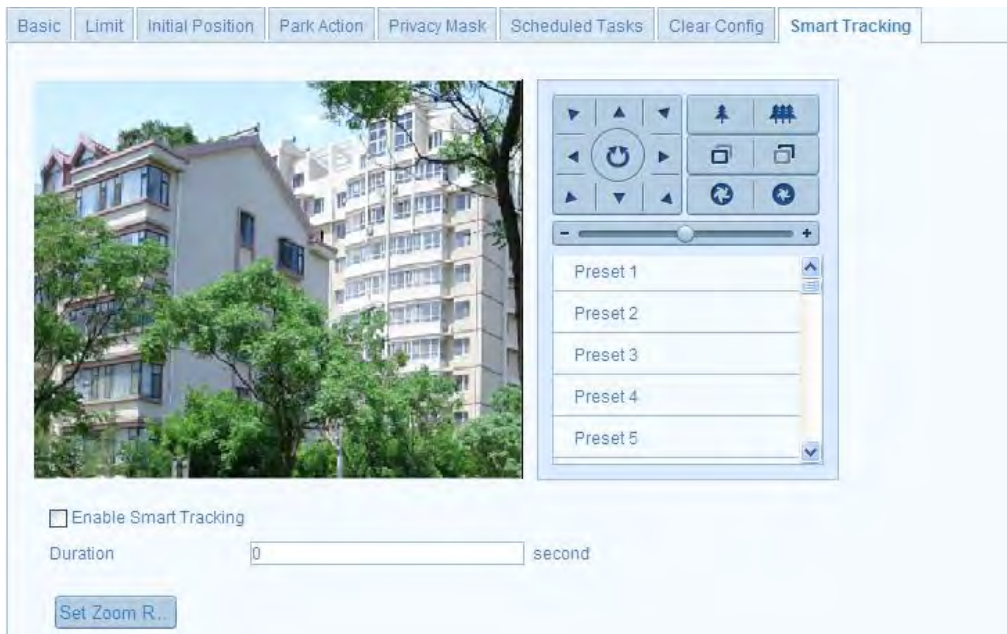 Basic Limit Initial Position Park Action Privacy Mask Scheduled Tasks Clear Config Smart Tracking
- +
Preset 1
Preset 2
Preset 3
Preset 4
Preset 5
Enable Smart Tracking
Duration 0 second
Set Zoom R...